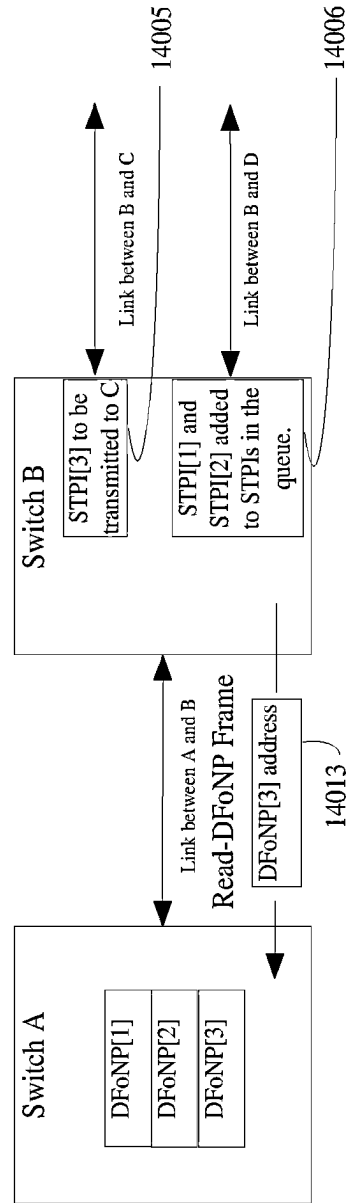 Switch A
DFoNP[1]
DFoNP[2]
DFoNP[3]
Link between A and B
Read-DFoNP Frame
DFoNP[3] address
14013
Switch B
STPI[3] to be
transmitted to C
STPI[1] and
STPI[2] added
to STPIs in the
queue.
Link between B and C
14005
Link between B and D
14006